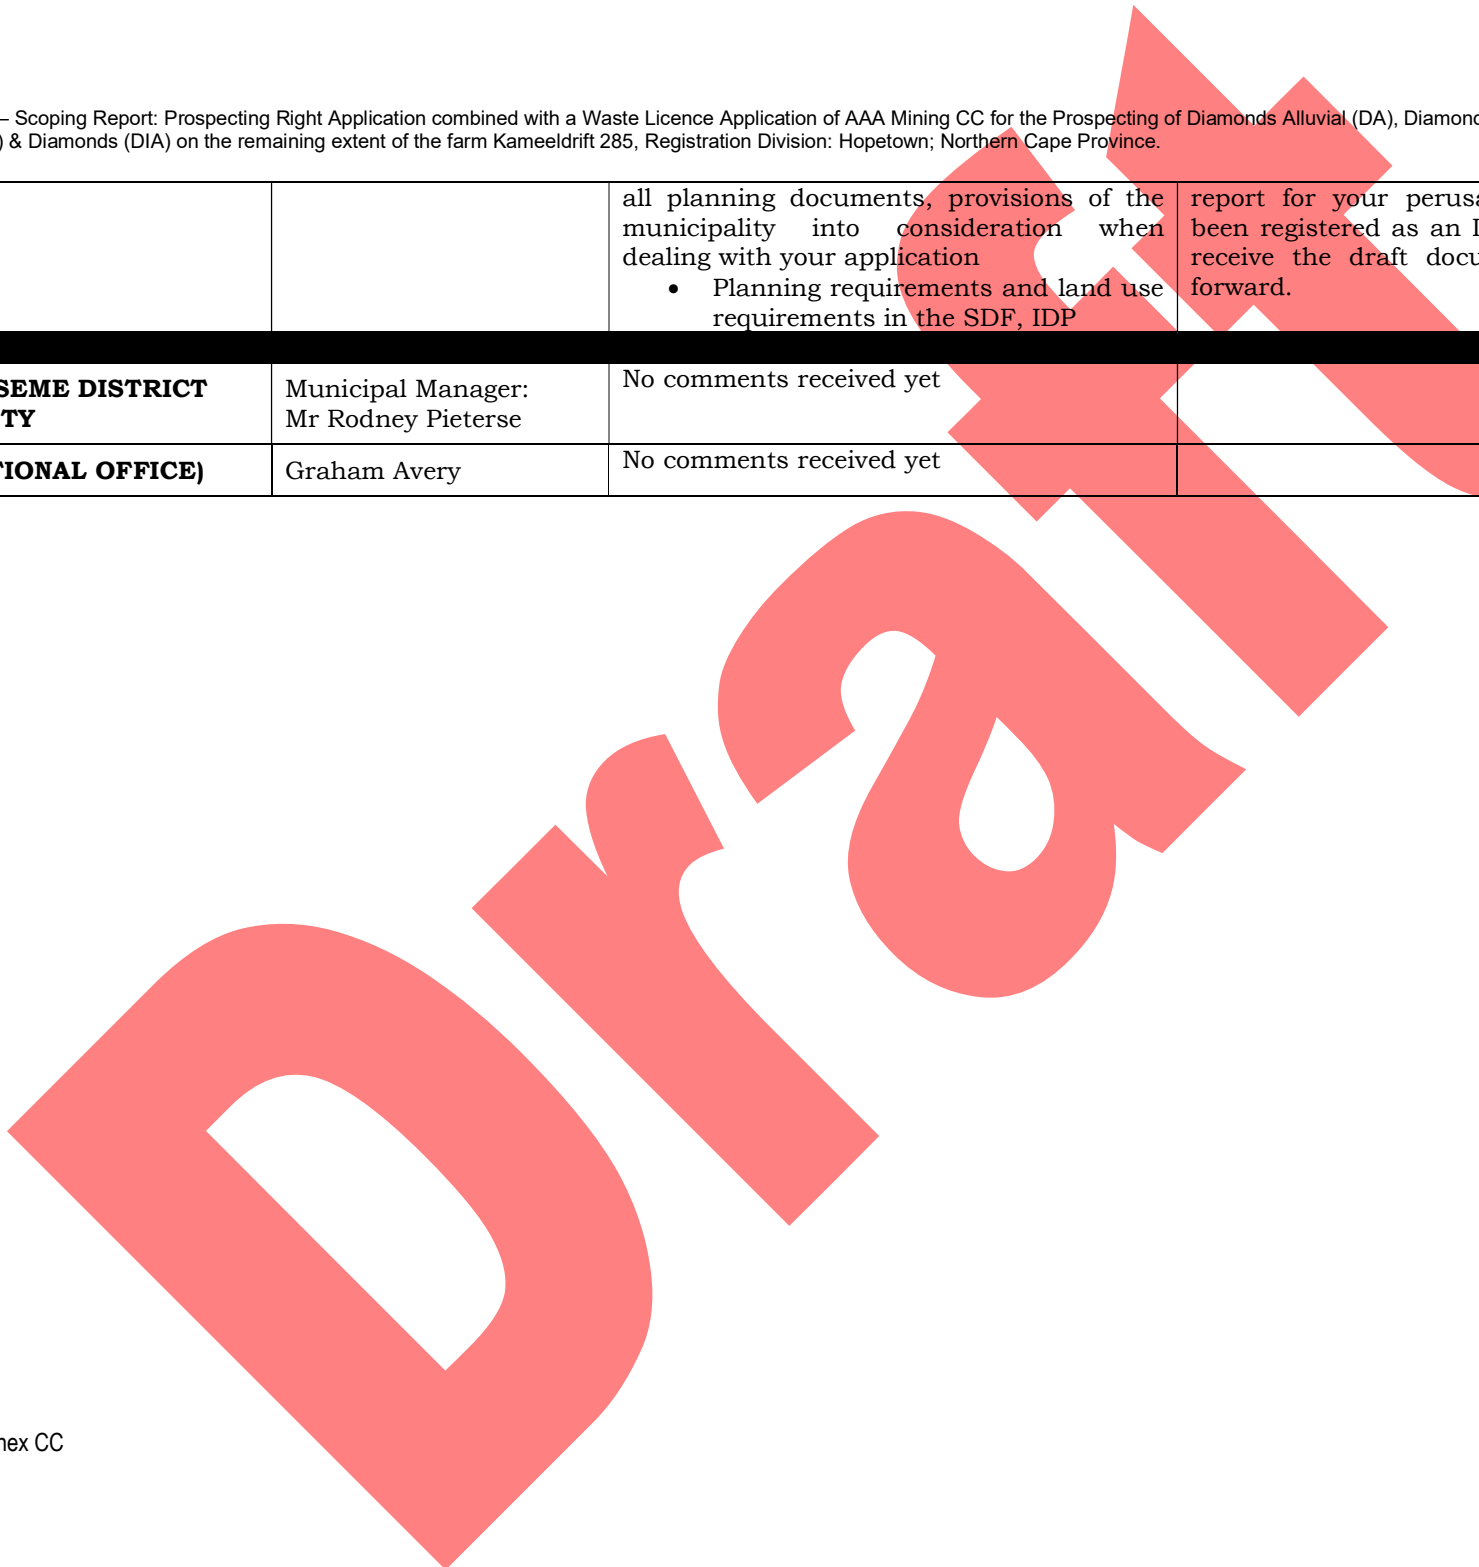 – Scoping Report: Prospecting Right Application combined with a Waste Licence Application of AAA Mining CC for the Prospecting of Diamonds Alluvial (DA), Diamond
) & Diamonds (DIA) on the remaining extent of the farm Kameeldrift 285, Registration Division: Hopetown; Northern Cape Province.
all planning documents, provisions of the
municipality into consideration when
dealing with your application
• Planning requirements and land use
requirements in the SDF, IDP
report for your perusa
been registered as an I
receive the draft docu
forward.
SEME DISTRICT
TY
Municipal Manager:
Mr Rodney Pieterse
No comments received yet
TIONAL OFFICE)
Graham Avery
No comments received yet
Draft
nex CC